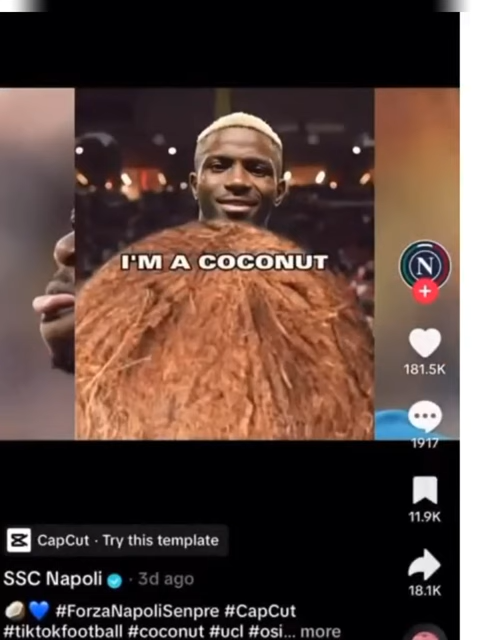 I'M A COCONUT
N
181.5K
1917
11.9K
18.1K
CapCut · Try this template
SSC Napoli · 3d ago
🥥💙 #ForzaNapoliSenpre #CapCut
#tiktokfootball #coconut #ucl #osi... more